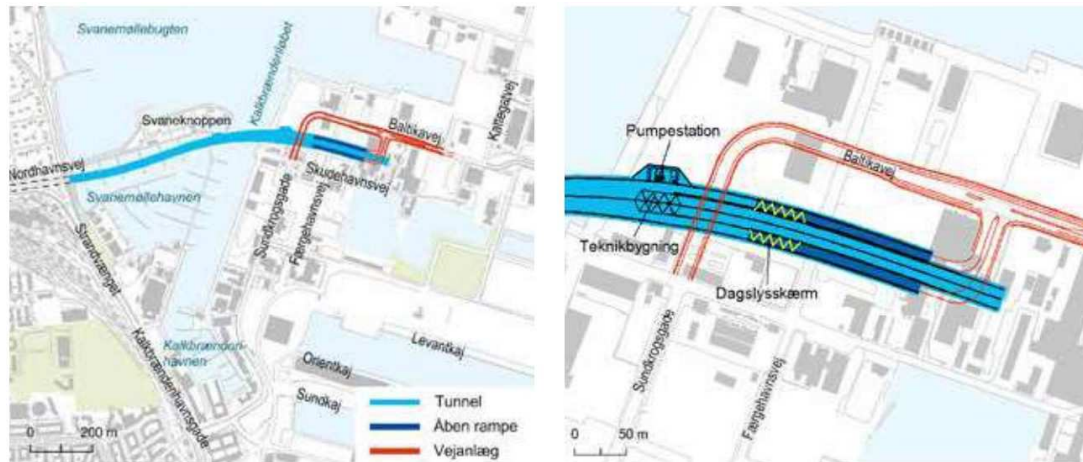 Svanemøllebugten
Kalkbrænderiløbet
Svaneknoppen
Kattegatvej
Baltikavej
Nordhavnsvej
Skudehavnsvej
Svanemøllehavnen
Sundkrogsgade
Færgehavnsvej
Strandvænget
Kalkbrænderi-
havnen
Kalkbrænderihavnsgade
Levantkaj
Orientkaj
Sundkaj
0 200 m
Tunnel
Åben rampe
Vejanlæg
Pumpestation
Baltikavej
Teknikbygning
Dagslysskærm
Sundkrogsgade
Færgehavnsvej
0 50 m